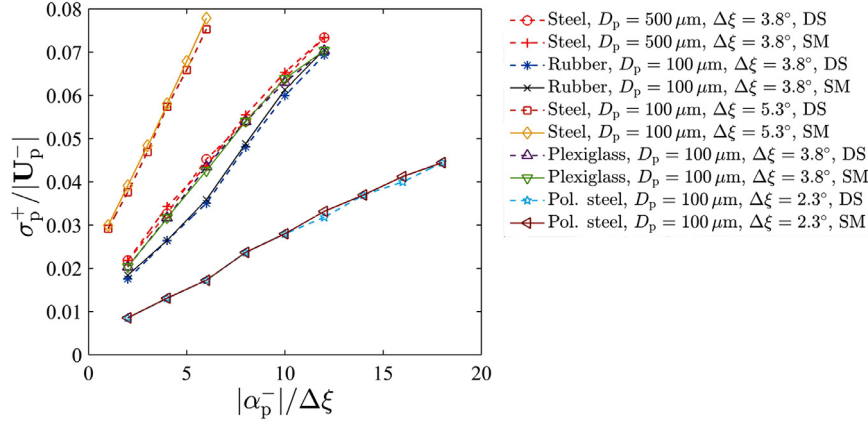 0.08
0.07
0.06
0.05
0.04
0.03
0.02
0.01
0
σp+/|Up−|
0 5 10 15 20
|αp−|/Δξ
Steel, Dp = 500 μm, Δξ = 3.8°, DS
Steel, Dp = 500 μm, Δξ = 3.8°, SM
Rubber, Dp = 100 μm, Δξ = 3.8°, DS
Rubber, Dp = 100 μm, Δξ = 3.8°, SM
Steel, Dp = 100 μm, Δξ = 5.3°, DS
Steel, Dp = 100 μm, Δξ = 5.3°, SM
Plexiglass, Dp = 100 μm, Δξ = 3.8°, DS
Plexiglass, Dp = 100 μm, Δξ = 3.8°, SM
Pol. steel, Dp = 100 μm, Δξ = 2.3°, DS
Pol. steel, Dp = 100 μm, Δξ = 2.3°, SM